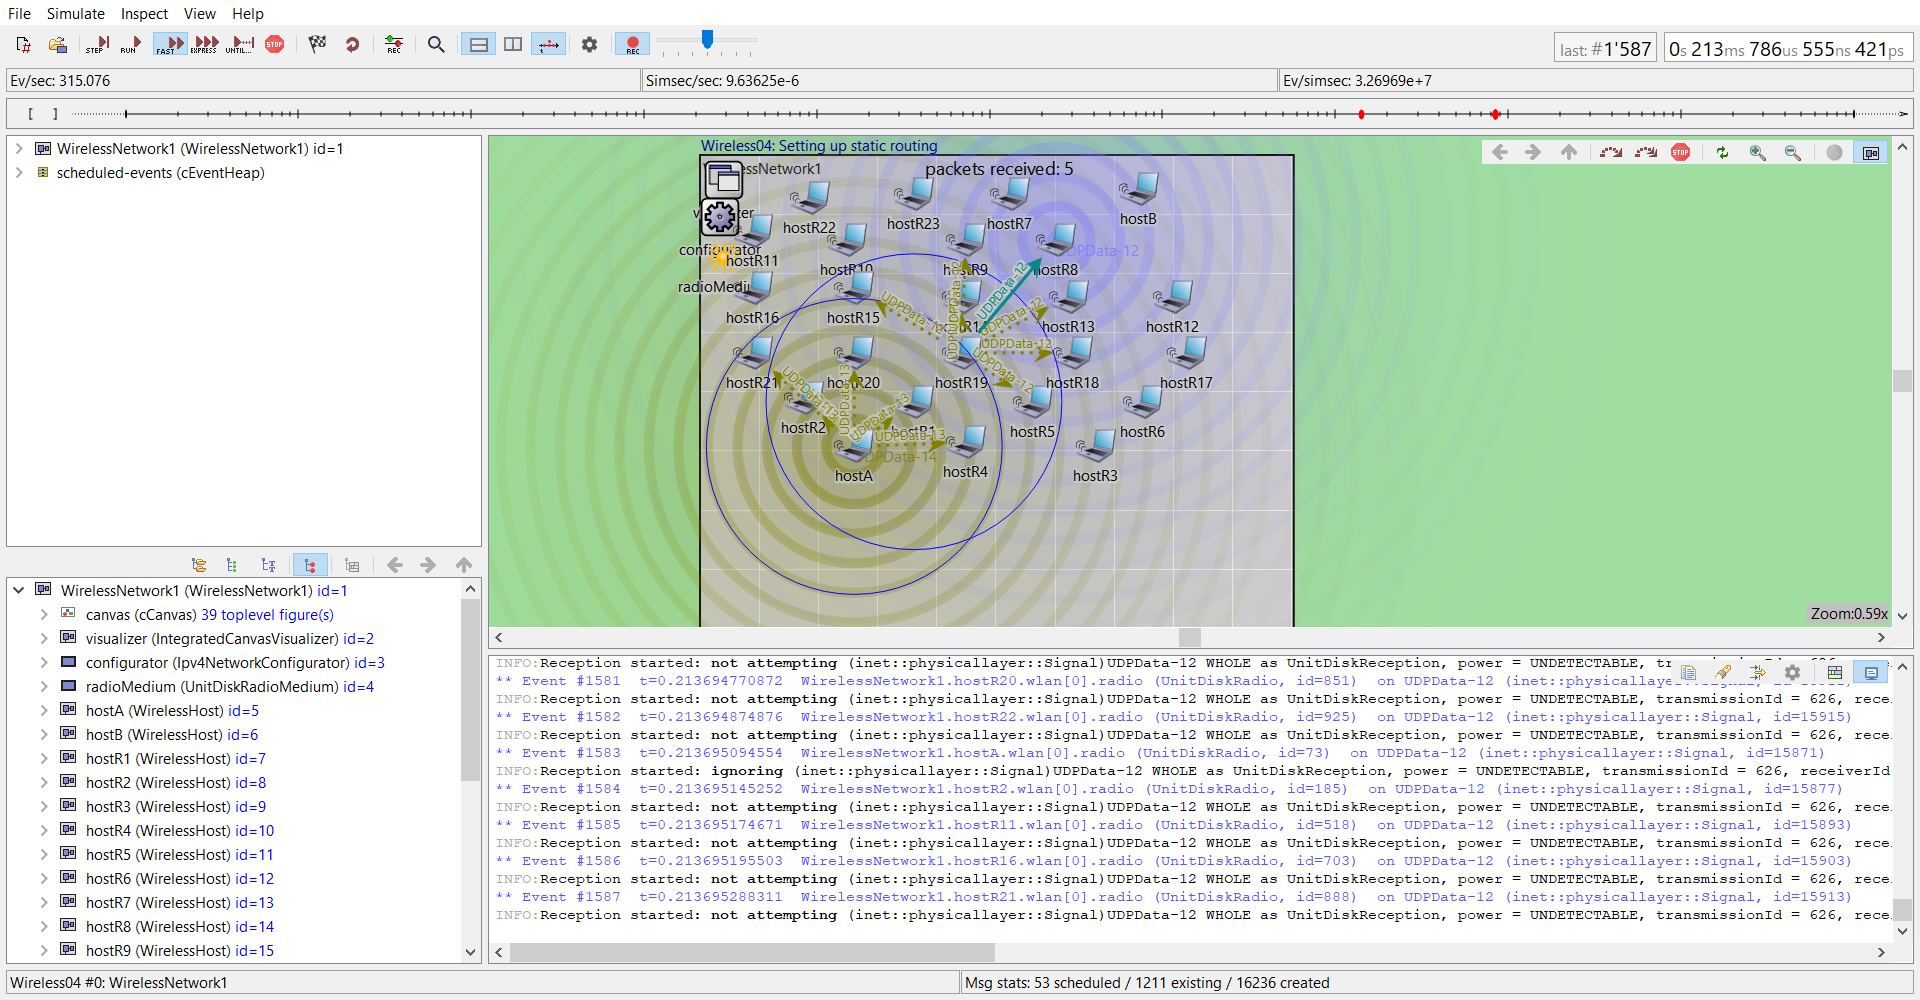 File Simulate Inspect View Help
STEP RUN FAST EXPRESS UNTIL... STOP REC REC
last: #1'587 0s 213ms 786us 555ns 421ps
Ev/sec: 315.076 Simsec/sec: 9.63625e-6 Ev/simsec: 3.26969e+7
[ ]
WirelessNetwork1 (WirelessNetwork1) id=1
scheduled-events (cEventHeap)
WirelessNetwork1 (WirelessNetwork1) id=1
canvas (cCanvas) 39 toplevel figure(s)
visualizer (IntegratedCanvasVisualizer) id=2
configurator (Ipv4NetworkConfigurator) id=3
radioMedium (UnitDiskRadioMedium) id=4
hostA (WirelessHost) id=5
hostB (WirelessHost) id=6
hostR1 (WirelessHost) id=7
hostR2 (WirelessHost) id=8
hostR3 (WirelessHost) id=9
hostR4 (WirelessHost) id=10
hostR5 (WirelessHost) id=11
hostR6 (WirelessHost) id=12
hostR7 (WirelessHost) id=13
hostR8 (WirelessHost) id=14
hostR9 (WirelessHost) id=15
Wireless04: Setting up static routing
STOP
essNetwork1 packets received: 5
hostB
hostR22 hostR23 hostR7
configurator
hostR11 hostR10 hostR9 hostR8
UDPData-12
radioMedi
hostR16 hostR15 hostR13 hostR12
UDPData-12
UDPData-12
UDPData-12
UDPData-12
UDPData-12
hostR21 hostR20 hostR19 hostR18 hostR17
UDPData-13
UDPData-13
UDPData-13
hostR2 hostR1 hostR5 hostR6
UDPData-13
UDPData-14
hostA hostR4 hostR3
Zoom:0.59x
INFO:Reception started: not attempting (inet::physicallayer::Signal)UDPData-12 WHOLE as UnitDiskReception, power = UNDETECTABLE,
** Event #1581 t=0.213694770872 WirelessNetwork1.hostR20.wlan[0].radio (UnitDiskRadio, id=851) on UDPData-12 (inet::physicallayer::Signal,
INFO:Reception started: not attempting (inet::physicallayer::Signal)UDPData-12 WHOLE as UnitDiskReception, power = UNDETECTABLE, transmissionId = 626, rece
** Event #1582 t=0.213694874876 WirelessNetwork1.hostR22.wlan[0].radio (UnitDiskRadio, id=925) on UDPData-12 (inet::physicallayer::Signal, id=15915)
INFO:Reception started: not attempting (inet::physicallayer::Signal)UDPData-12 WHOLE as UnitDiskReception, power = UNDETECTABLE, transmissionId = 626, rece
** Event #1583 t=0.213695094554 WirelessNetwork1.hostA.wlan[0].radio (UnitDiskRadio, id=73) on UDPData-12 (inet::physicallayer::Signal, id=15871)
INFO:Reception started: ignoring (inet::physicallayer::Signal)UDPData-12 WHOLE as UnitDiskReception, power = UNDETECTABLE, transmissionId = 626, receiverId
** Event #1584 t=0.213695145252 WirelessNetwork1.hostR2.wlan[0].radio (UnitDiskRadio, id=185) on UDPData-12 (inet::physicallayer::Signal, id=15877)
INFO:Reception started: not attempting (inet::physicallayer::Signal)UDPData-12 WHOLE as UnitDiskReception, power = UNDETECTABLE, transmissionId = 626, rece
** Event #1585 t=0.213695174671 WirelessNetwork1.hostR11.wlan[0].radio (UnitDiskRadio, id=518) on UDPData-12 (inet::physicallayer::Signal, id=15893)
INFO:Reception started: not attempting (inet::physicallayer::Signal)UDPData-12 WHOLE as UnitDiskReception, power = UNDETECTABLE, transmissionId = 626, rece
** Event #1586 t=0.213695195503 WirelessNetwork1.hostR16.wlan[0].radio (UnitDiskRadio, id=703) on UDPData-12 (inet::physicallayer::Signal, id=15903)
INFO:Reception started: not attempting (inet::physicallayer::Signal)UDPData-12 WHOLE as UnitDiskReception, power = UNDETECTABLE, transmissionId = 626, rece
** Event #1587 t=0.213695288311 WirelessNetwork1.hostR21.wlan[0].radio (UnitDiskRadio, id=888) on UDPData-12 (inet::physicallayer::Signal, id=15913)
INFO:Reception started: not attempting (inet::physicallayer::Signal)UDPData-12 WHOLE as UnitDiskReception, power = UNDETECTABLE, transmissionId = 626, rece
Wireless04 #0: WirelessNetwork1 Msg stats: 53 scheduled / 1211 existing / 16236 created